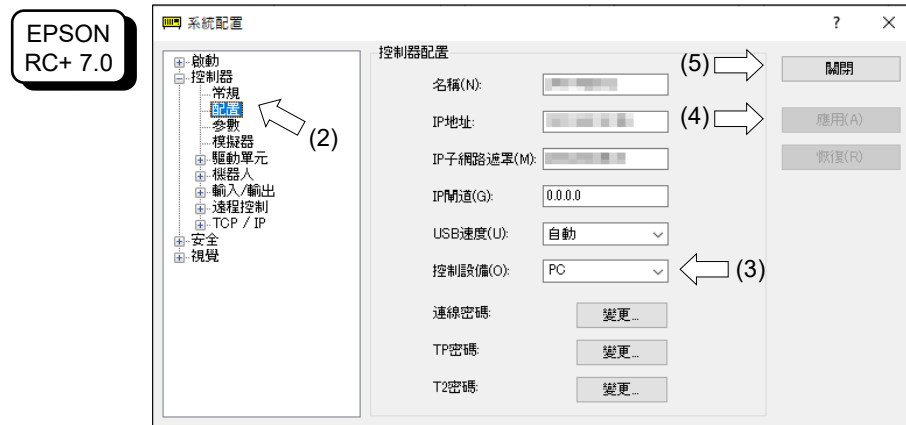 EPSON
RC+ 7.0
系統配置
?
啟動
控制器
常規
配置
參數
模擬器
驅動單元
機器人
輸入/輸出
遠程控制
TCP / IP
安全
視覺
(2)
控制器配置
名稱(N):
IP地址:
IP子網路遮罩(M):
IP閘道(G): 0.0.0.0
USB速度(U): 自動
控制設備(O): PC
(3)
連線密碼: 變更...
TP密碼: 變更...
T2密碼: 變更...
(5)
關閉
(4)
應用(A)
恢復(R)